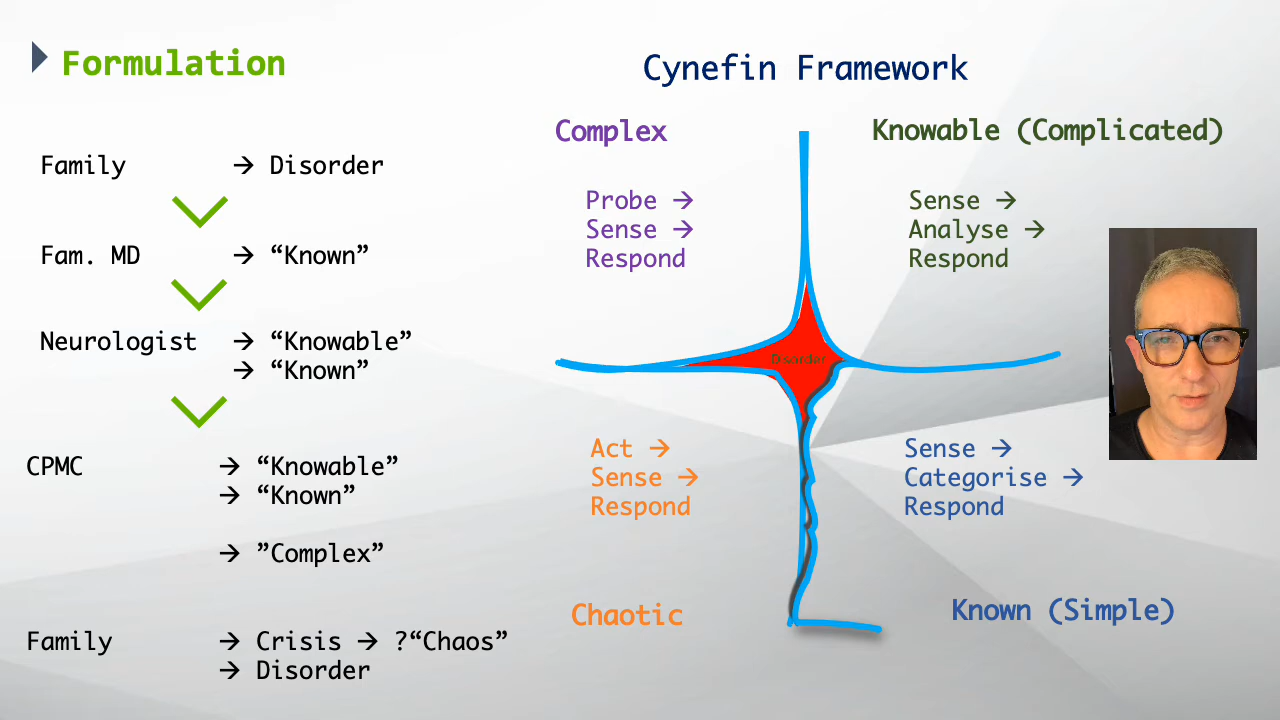 Formulation
Family → Disorder
Fam. MD → “Known”
Neurologist → “Knowable”
→ “Known”
CPMC → “Knowable”
→ “Known”
→ ”Complex”
Family → Crisis → ?“Chaos”
→ Disorder
Cynefin Framework
Complex
Probe →
Sense →
Respond
Knowable (Complicated)
Sense →
Analyse →
Respond
Disorder
Act →
Sense →
Respond
Chaotic
Sense →
Categorise →
Respond
Known (Simple)